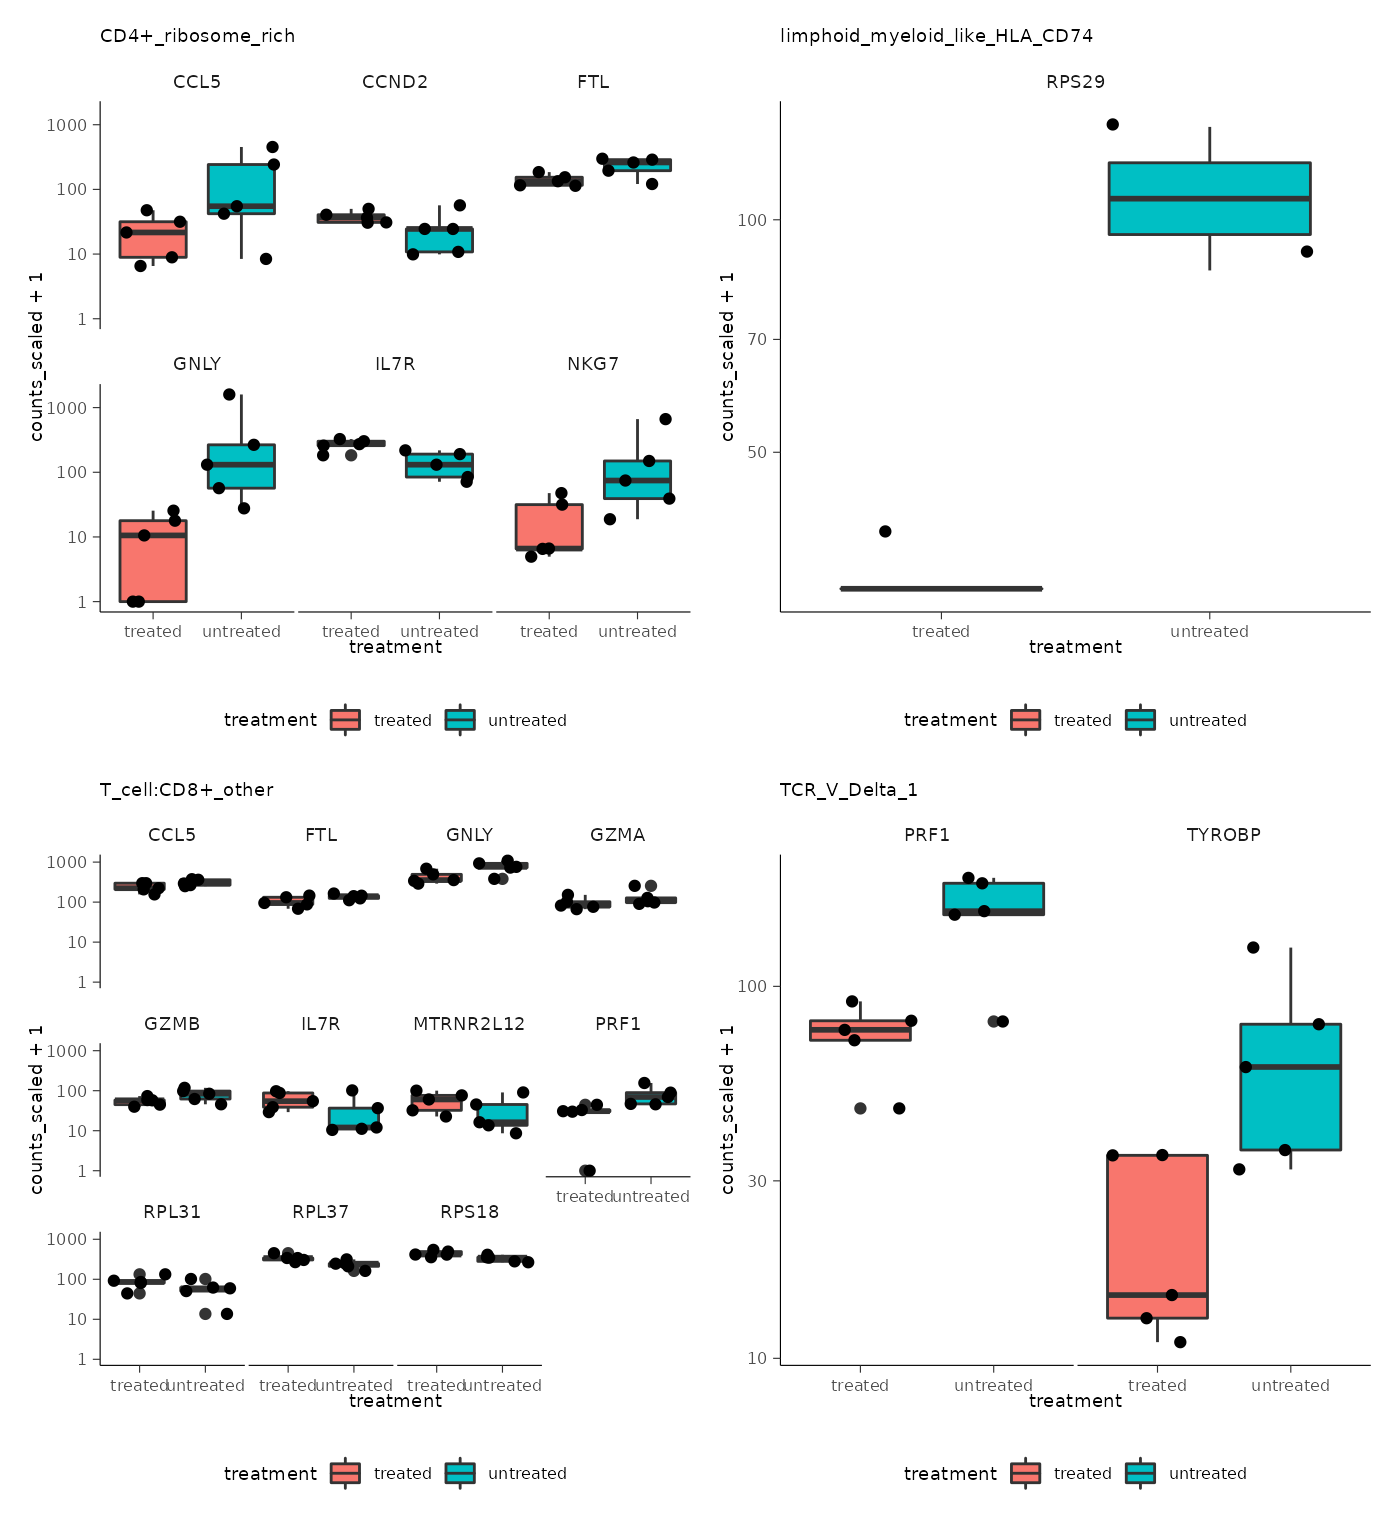 CD4+_ribosome_rich
CCL5 CCND2 FTL
1000
100
10
1
GNLY IL7R NKG7
1000
100
10
1
counts_scaled + 1
treated untreated treated untreated treated untreated
treatment
treatment treated untreated
limphoid_myeloid_like_HLA_CD74
RPS29
100
70
50
counts_scaled + 1
treated untreated
treatment
treatment treated untreated
T_cell:CD8+_other
CCL5 FTL GNLY GZMA
1000
100
10
1
GZMB IL7R MTRNR2L12 PRF1
1000
100
10
1
counts_scaled + 1
treated untreated
RPL31 RPL37 RPS18
1000
100
10
1
treated untreated treated untreated treated untreated
treatment
treatment treated untreated
TCR_V_Delta_1
PRF1 TYROBP
100
30
10
counts_scaled + 1
treated untreated treated untreated
treatment
treatment treated untreated